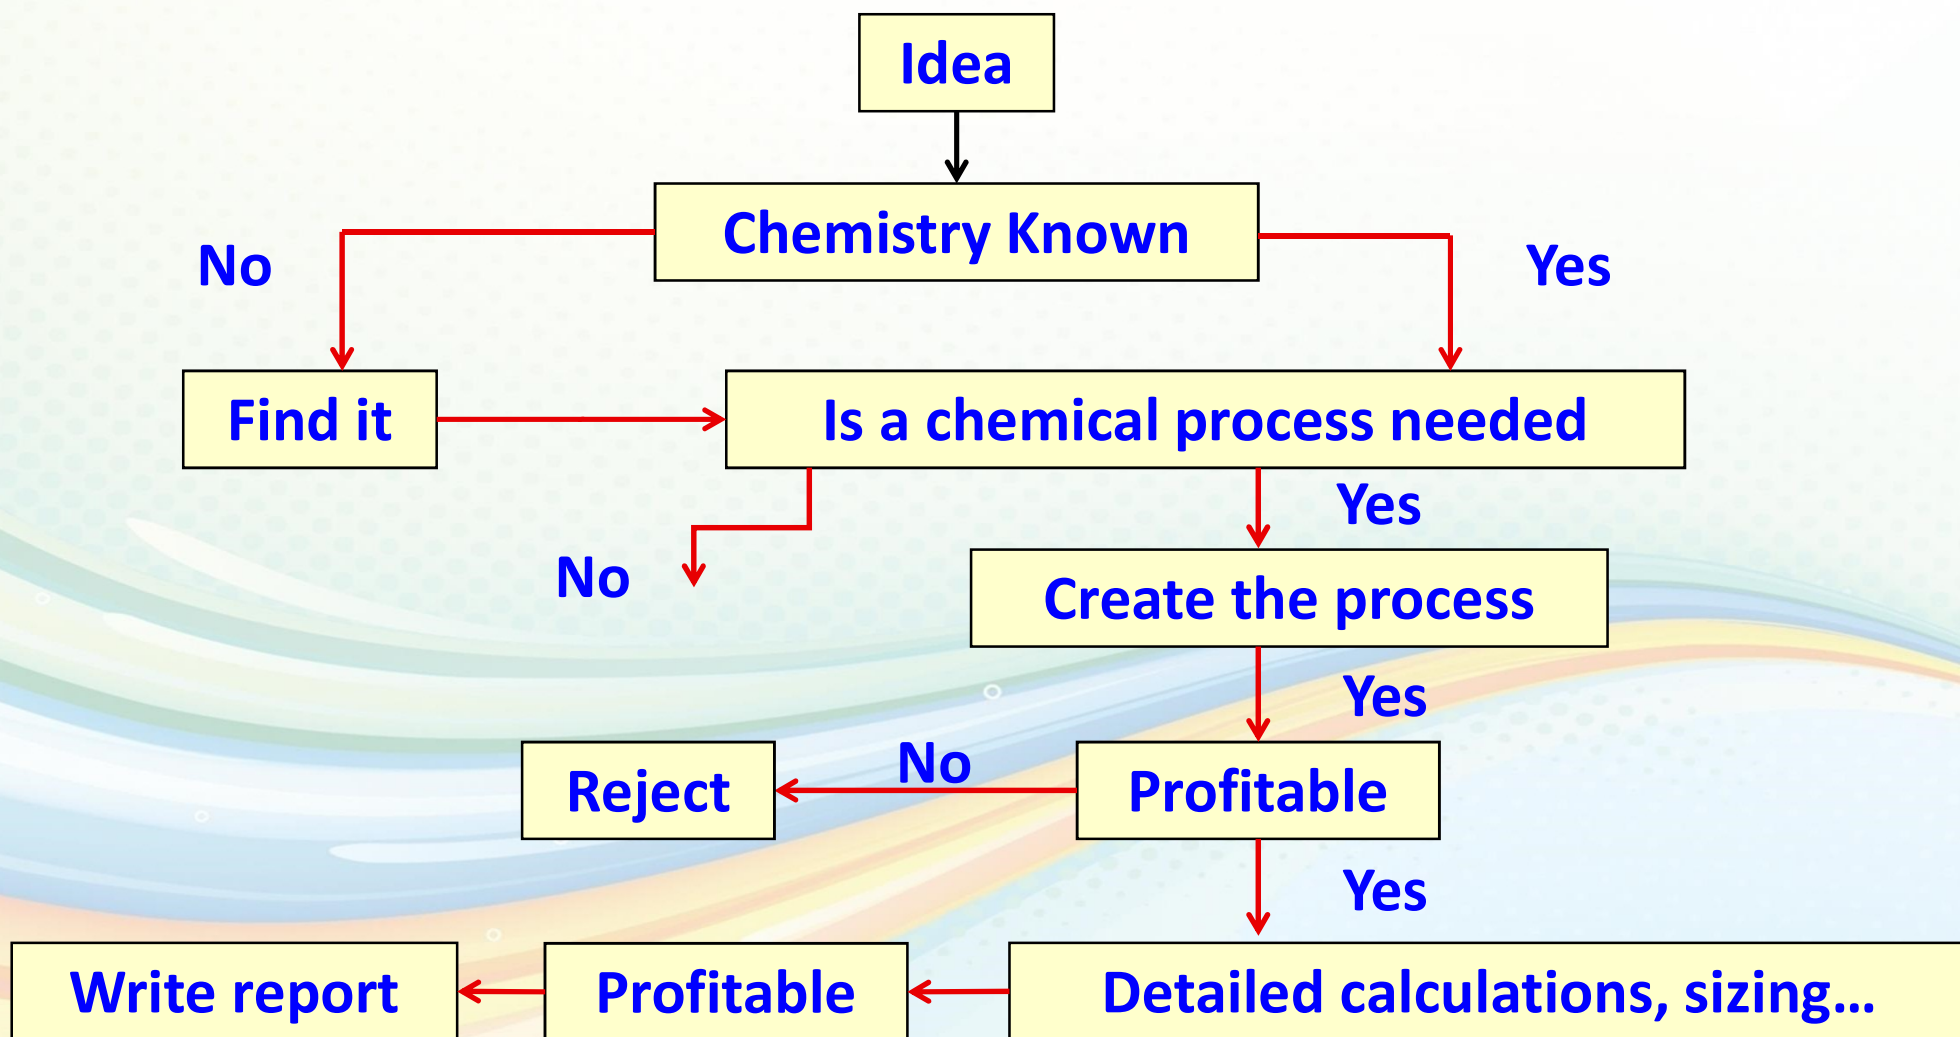 Idea
Chemistry Known
No
Yes
Find it
Is a chemical process needed
Yes
No
Create the process
Yes
No
Reject
Profitable
Yes
Write report
Profitable
Detailed calculations, sizing...